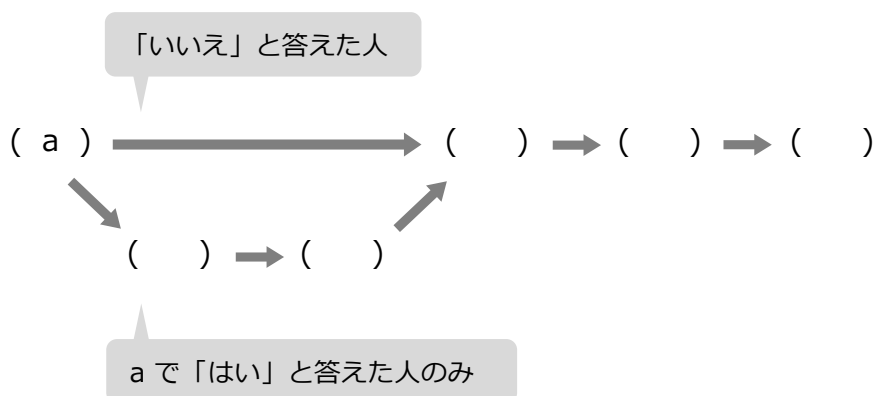 「いいえ」と答えた人
( a ) ( ) ( ) ( )
( ) ( )
a で「はい」と答えた人のみ